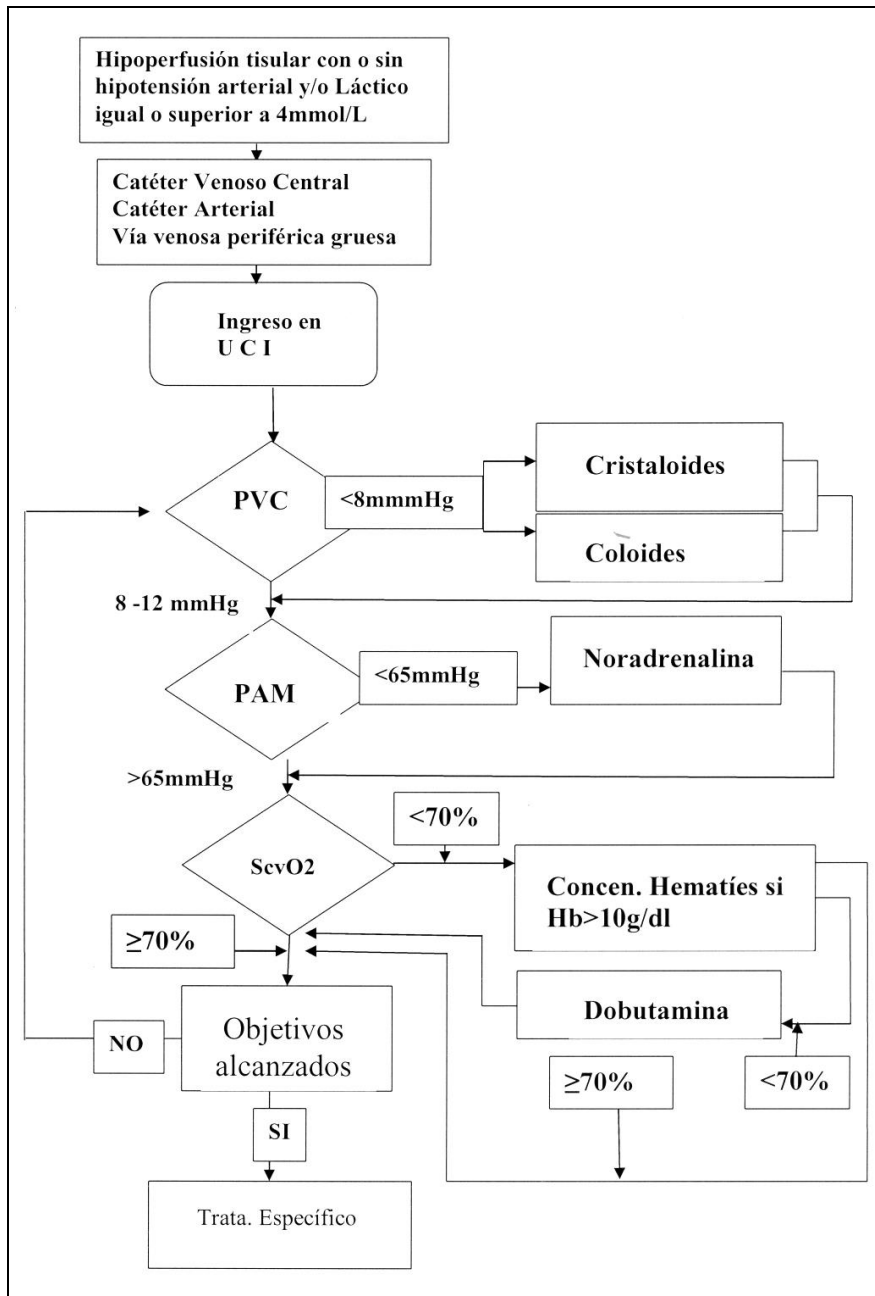 Hipoperfusión tisular con o sin
hipotensión arterial y/o Láctico
igual o superior a 4mmol/L
Catéter Venoso Central
Catéter Arterial
Vía venosa periférica gruesa
Ingreso en
U C I
PVC
<8mmmHg
Cristaloides
Coloides
8 -12 mmHg
PAM
<65mmHg
Noradrenalina
>65mmHg
ScvO2
<70%
Concen. Hematíes si
Hb>10g/dl
≥70%
Dobutamina
Objetivos
alcanzados
NO
≥70%
<70%
SI
Trata. Específico